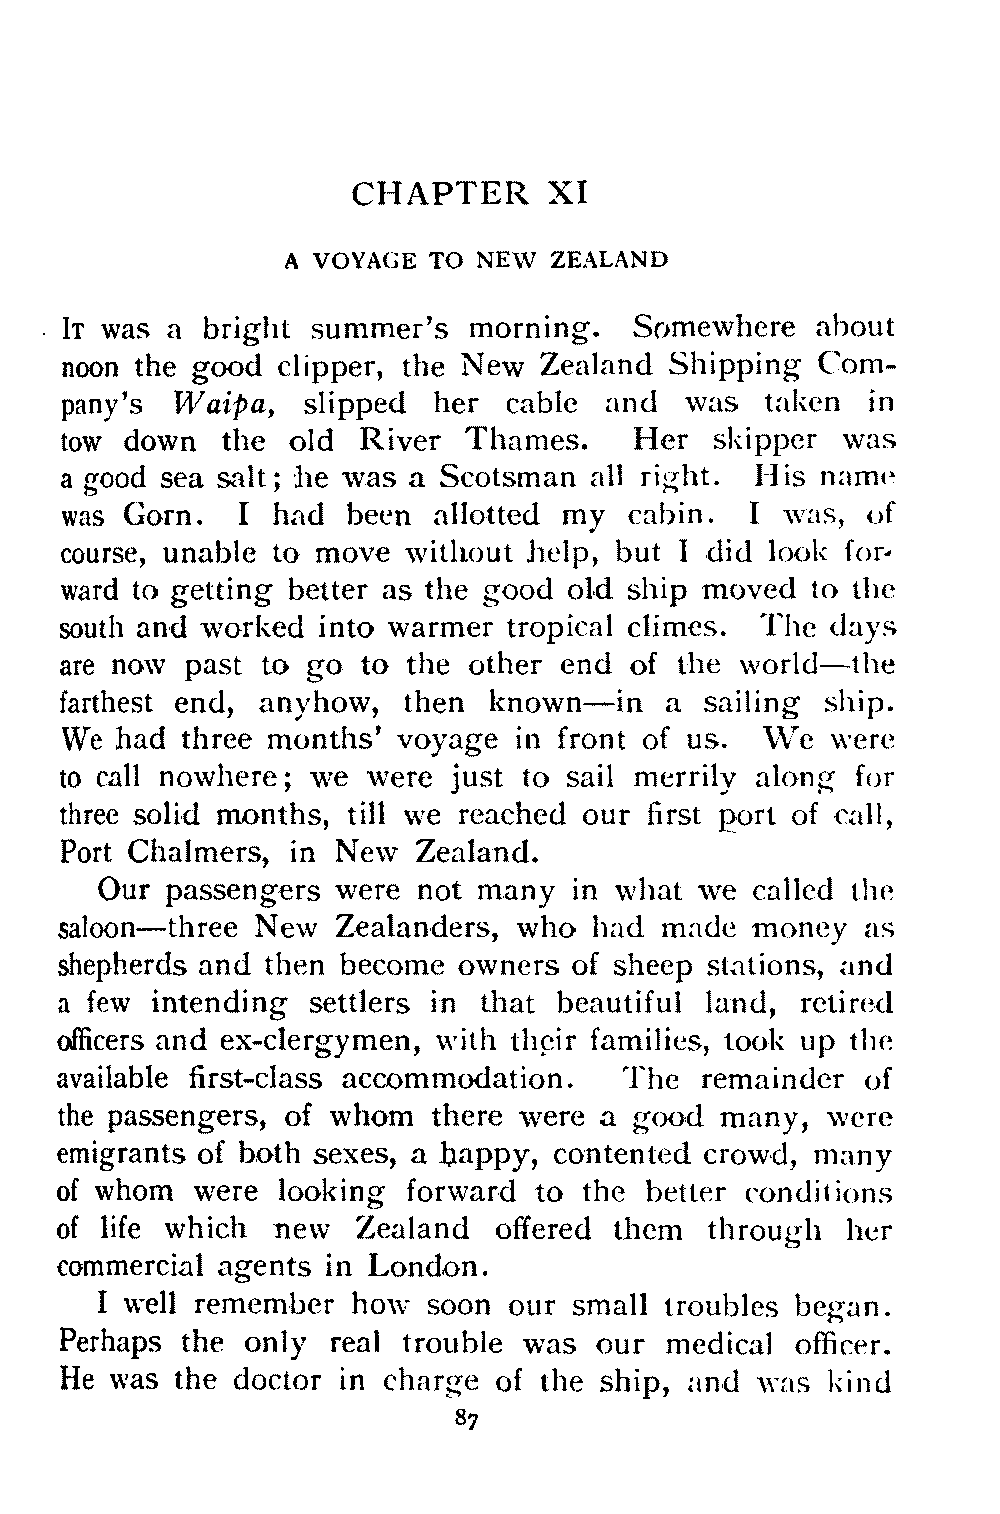 CHAPTER XI
A VOYAGE TO NEW ZEALAND
IT was a bright summer's morning. Somewhere about
noon the good clipper, the New Zealand Shipping Com-
pany's Waipa, slipped her cable and was taken in
tow down the old River Thames. Her skipper was
a good sea salt; he was a Scotsman all right. His name
was Gorn. I had been allotted my cabin. I was, of
course, unable to move without help, but I did look for-
ward to getting better as the good old ship moved to the
south and worked into warmer tropical climes. The days
are now past to go to the other end of the world—the
farthest end, anyhow, then known—in a sailing ship.
We had three months' voyage in front of us. We were
to call nowhere; we were just to sail merrily along for
three solid months, till we reached our first port of call,
Port Chalmers, in New Zealand.
Our passengers were not many in what we called the
saloon—three New Zealanders, who had made money as
shepherds and then become owners of sheep stations, and
a few intending settlers in that beautiful land, retired
officers and ex-clergymen, with their families, took up the
available first-class accommodation. The remainder of
the passengers, of whom there were a good many, were
emigrants of both sexes, a happy, contented crowd, many
of whom were looking forward to the better conditions
of life which new Zealand offered them through her
commercial agents in London.
I well remember how soon our small troubles began.
Perhaps the only real trouble was our medical officer.
He was the doctor in charge of the ship, and was kind
87